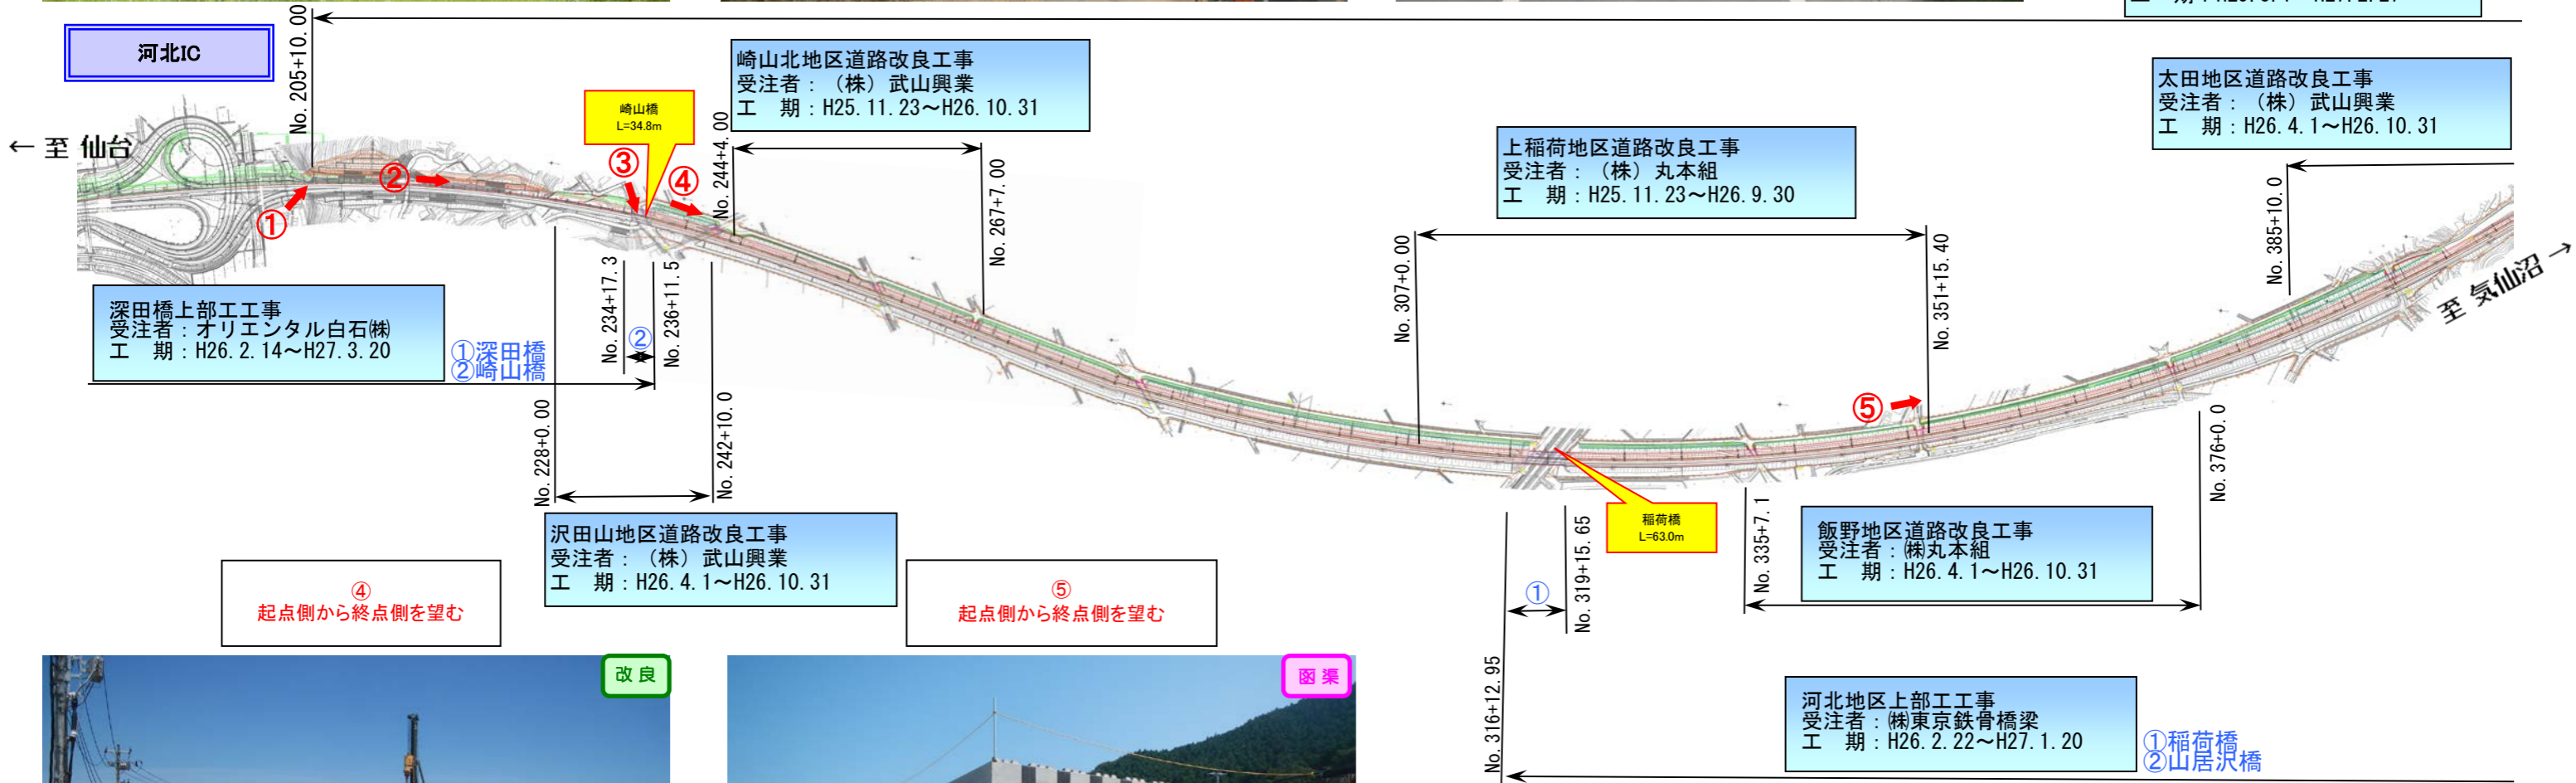 河北IC
← 至 仙台
No. 205+10. 00
崎山橋
L=34.8m
崎山北地区道路改良工事
受注者：（株）武山興業
工　期：H25.11.23～H26.10.31
上稲荷地区道路改良工事
受注者：（株）丸本組
工　期：H25.11.23～H26.9.30
太田地区道路改良工事
受注者：（株）武山興業
工　期：H26.4.1～H26.10.31
①
②
③
④
⑤
No. 244+4. 00
No. 267+7. 00
No. 307+0. 00
No. 351+15. 40
No. 385+10. 0
至 気仙沼 →
深田橋上部工工事
受注者：オリエンタル白石㈱
工　期：H26.2.14～H27.3.20
①深田橋
②崎山橋
No. 234+17. 3
②
No. 236+11. 5
No. 228+0. 00
No. 242+10. 0
沢田山地区道路改良工事
受注者：（株）武山興業
工　期：H26.4.1～H26.10.31
稲荷橋
L=63.0m
No. 316+12. 95
①
No. 319+15. 65
No. 335+7. 1
No. 376+0. 0
飯野地区道路改良工事
受注者：㈱丸本組
工　期：H26.4.1～H26.10.31
④
起点側から終点側を望む
⑤
起点側から終点側を望む
改良
函渠
河北地区上部工工事
受注者：㈱東京鉄骨橋梁
工　期：H26.2.22～H27.1.20
①稲荷橋
②山居沢橋